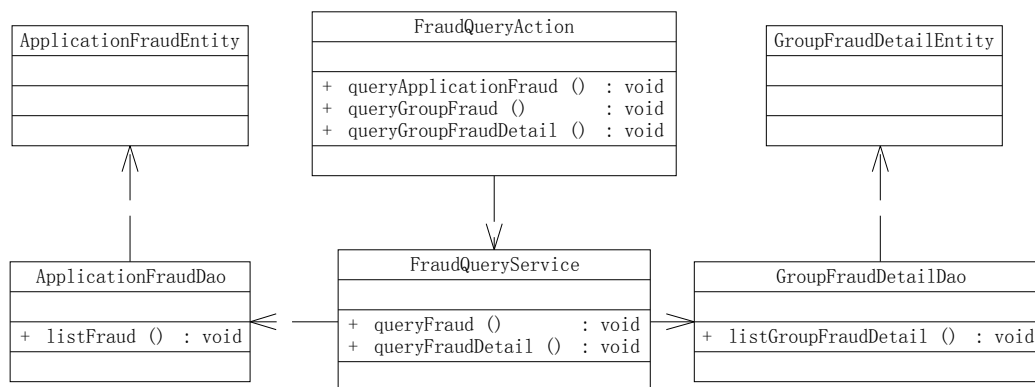 ApplicationFraudEntity
FraudQueryAction
+ queryApplicationFraud () : void
+ queryGroupFraud () : void
+ queryGroupFraudDetail () : void
GroupFraudDetailEntity
ApplicationFraudDao
+ listFraud () : void
FraudQueryService
+ queryFraud () : void
+ queryFraudDetail () : void
GroupFraudDetailDao
+ listGroupFraudDetail () : void